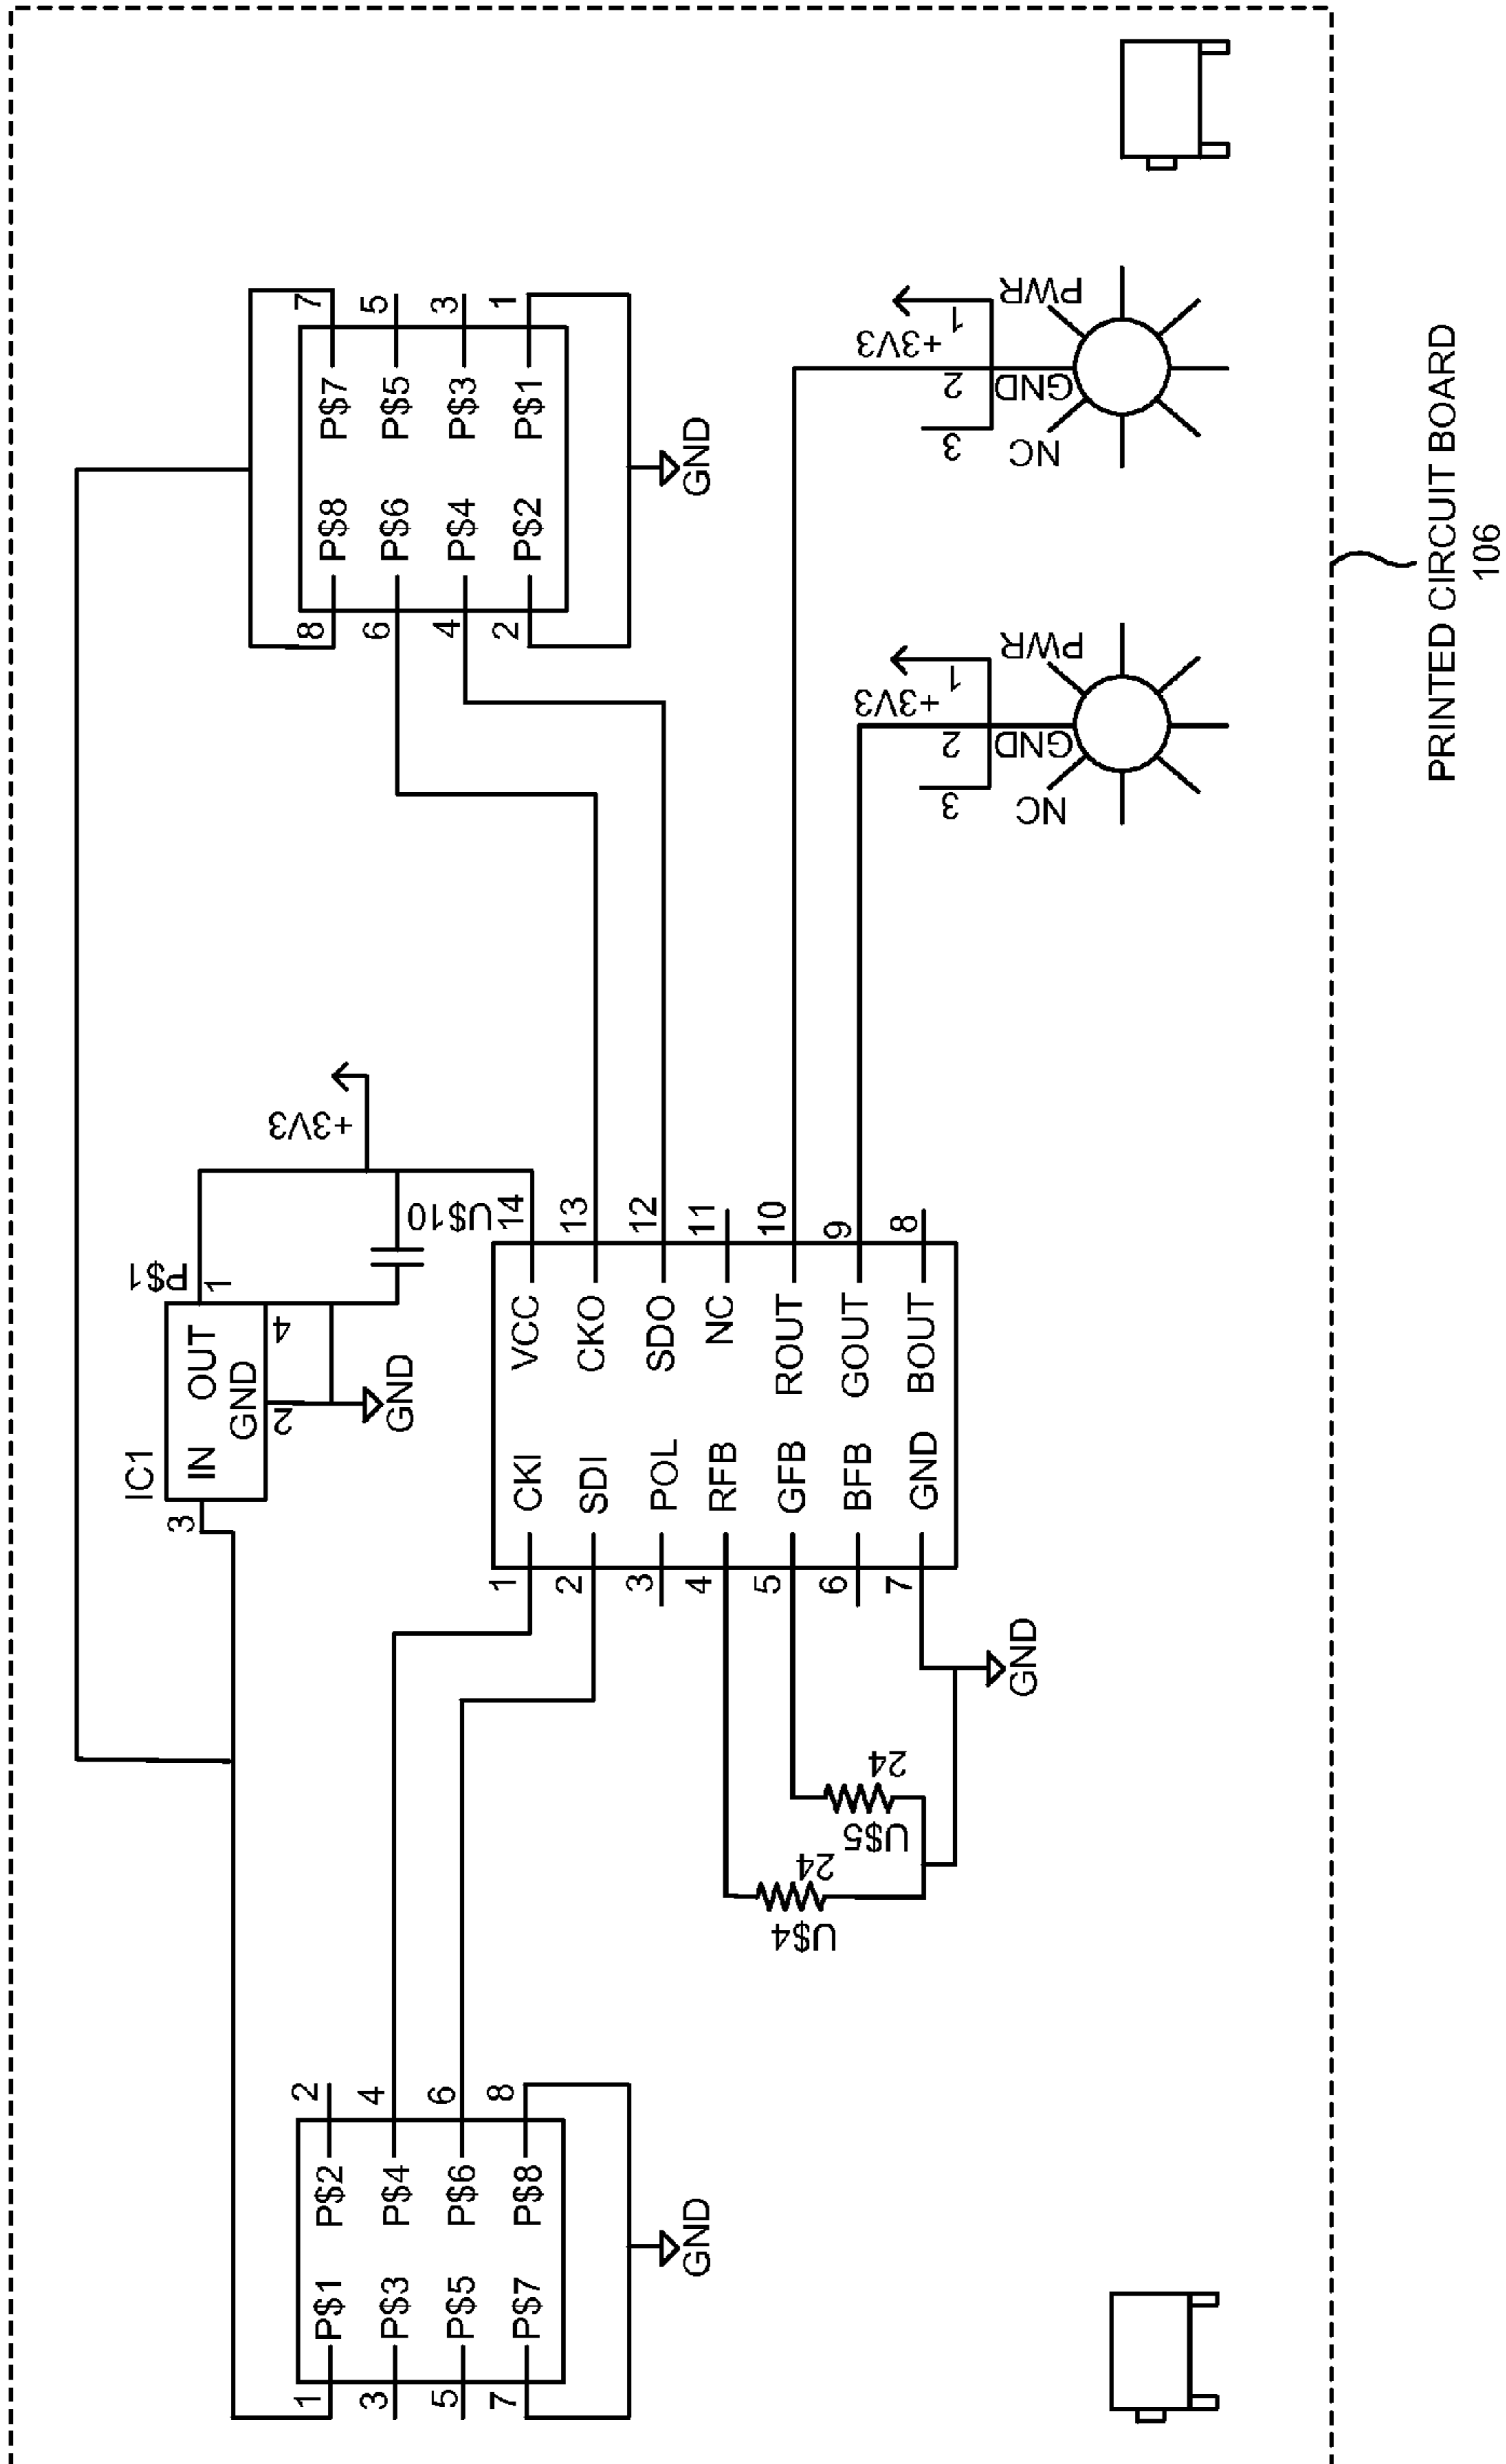 IC1
3
IN OUT
GND
P$1
1
2
4
GND
+3V3
U$10
1 P$1 P$2 2
3 P$3 P$4 4
5 P$5 P$6 6
7 P$7 P$8 8
GND
1 CKI VCC 14
2 SDI CKO 13
3 POL SDO 12
4 RFB NC 11
5 GFB ROUT 10
6 BFB GOUT 9
7 GND BOUT 8
GND
U$4
24
U$5
24
8 P$8 P$7 7
6 P$6 P$5 5
4 P$4 P$3 3
2 P$2 P$1 1
GND
+3V3
3 2 1
NC GND PWR
+3V3
3 2 1
NC GND PWR
PRINTED CIRCUIT BOARD
106